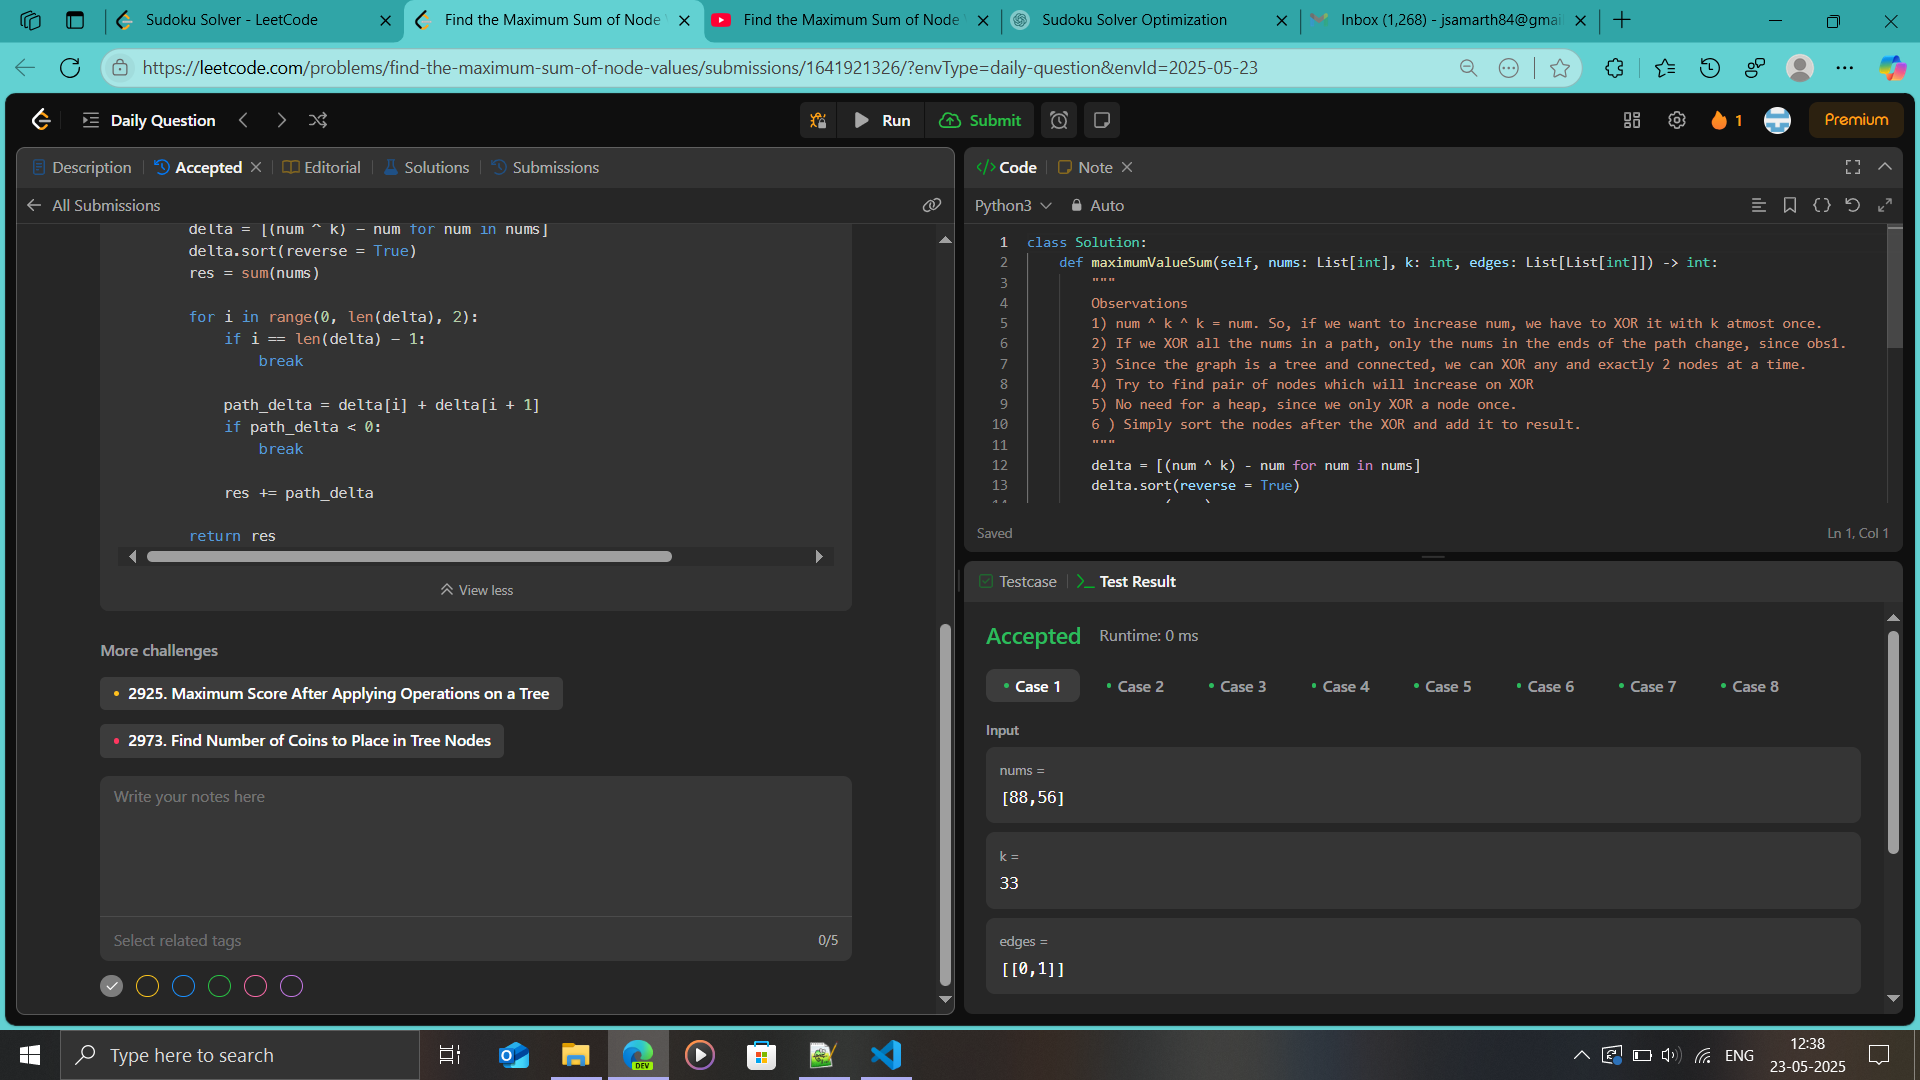 Sudoku Solver - LeetCode
Find the Maximum Sum of Node
Find the Maximum Sum of Node
Sudoku Solver Optimization
Inbox (1,268) - jsamarth84@gmai
https://leetcode.com/problems/find-the-maximum-sum-of-node-values/submissions/1641921326/?envType=daily-question&envId=2025-05-23
Daily Question
Run
Submit
1
Premium
Description
Accepted
Editorial
Solutions
Submissions
All Submissions
delta = [(num ^ k) - num for num in nums]
delta.sort(reverse = True)
res = sum(nums)
for i in range(0, len(delta), 2):
if i == len(delta) - 1:
break
path_delta = delta[i] + delta[i + 1]
if path_delta < 0:
break
res += path_delta
return res
View less
More challenges
2925. Maximum Score After Applying Operations on a Tree
2973. Find Number of Coins to Place in Tree Nodes
Write your notes here
Select related tags
0/5
</> Code
Note
Python3
Auto
1 class Solution:
2 def maximumValueSum(self, nums: List[int], k: int, edges: List[List[int]]) -> int:
3 """
4 Observations
5 1) num ^ k ^ k = num. So, if we want to increase num, we have to XOR it with k atmost once.
6 2) If we XOR all the nums in a path, only the nums in the ends of the path change, since obs1.
7 3) Since the graph is a tree and connected, we can XOR any and exactly 2 nodes at a time.
8 4) Try to find pair of nodes which will increase on XOR
9 5) No need for a heap, since we only XOR a node once.
10 6 ) Simply sort the nodes after the XOR and add it to result.
11 """
12 delta = [(num ^ k) - num for num in nums]
13 delta.sort(reverse = True)
Saved
Ln 1, Col 1
Testcase
Test Result
Accepted
Runtime: 0 ms
Case 1
Case 2
Case 3
Case 4
Case 5
Case 6
Case 7
Case 8
Input
nums =
[88,56]
k =
33
edges =
[[0,1]]
Type here to search
DEV
ENG
12:38
23-05-2025